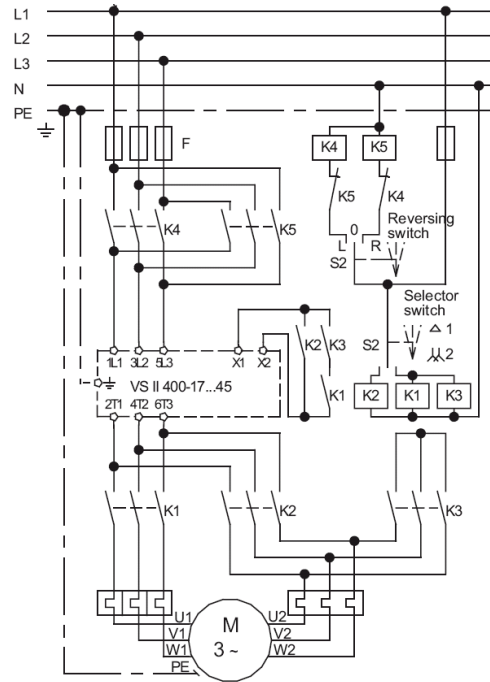 L1
L2
L3
N
PE
F
K4 K5
K5 K4
K4 K5
Reversing
switch
L 0 R
S2
Selector
switch
S2 △ 1
2
1L1 3L2 5L3 X1 X2
K2 K3
K1
VS II 400-17...45
2T1 4T2 6T3
K2 K1 K3
K1 K2 K3
U1 U2
M
V1 V2
3 ~
W1 W2
PE